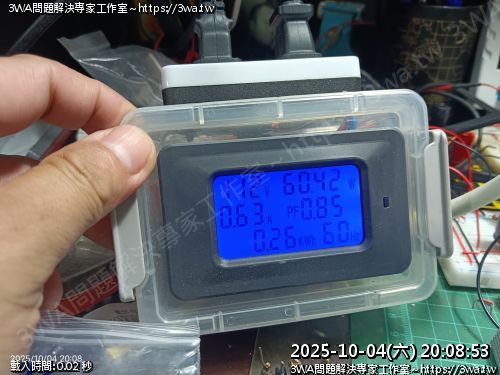 3WA問題解決專家工作室~https://3wa.tw
112 V 60.42 W
0.63 A PF 0.85
0.26 KWh 60 Hz
2025/10/04 20:08
載入時間: 0.02 秒
2025-10-04(六) 20:08:53
3WA問題解決專家工作室~https://3wa.tw